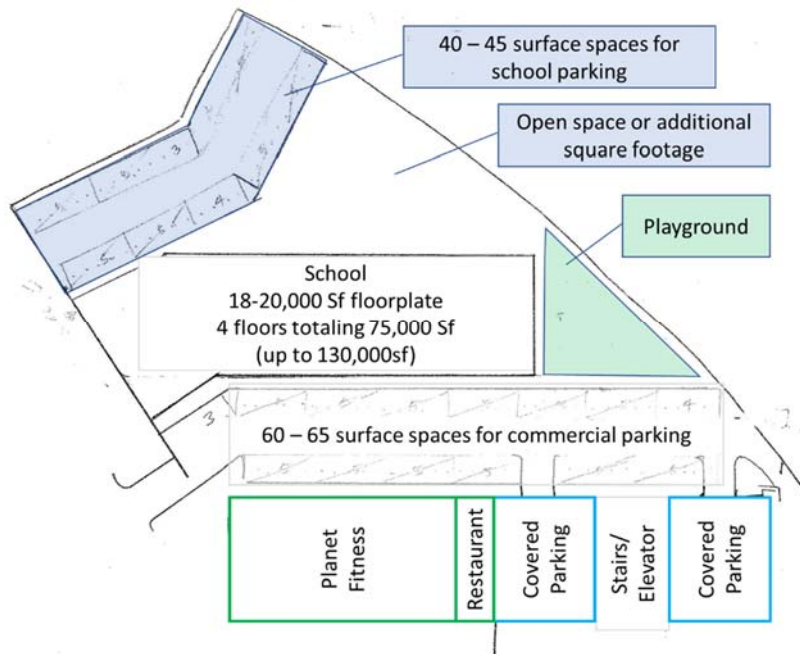 40 – 45 surface spaces for
school parking
Open space or additional
square footage
Playground
School
18-20,000 Sf floorplate
4 floors totaling 75,000 Sf
(up to 130,000sf)
60 – 65 surface spaces for commercial parking
Planet
Fitness
Restaurant
Covered
Parking
Stairs/
Elevator
Covered
Parking